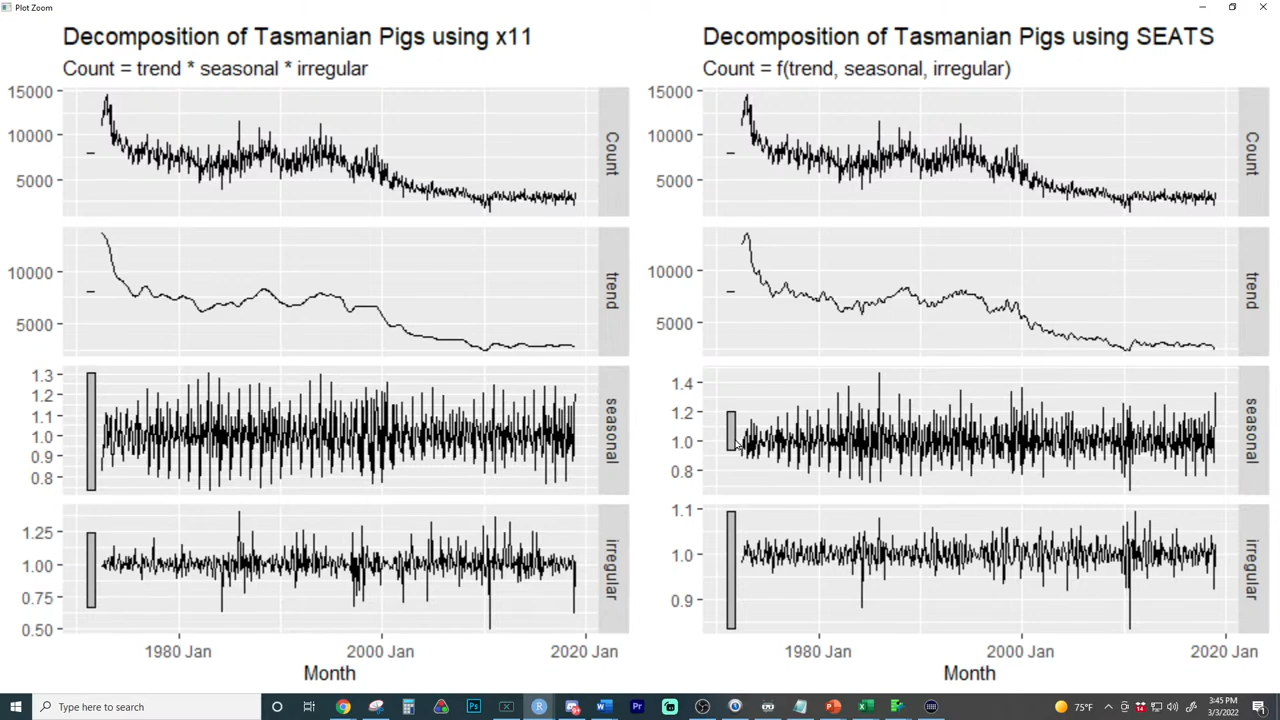 Plot Zoom
Decomposition of Tasmanian Pigs using x11
Count = trend * seasonal * irregular
15000
10000
5000
Count
10000
5000
trend
1.3
1.2
1.1
1.0
0.9
0.8
seasonal
1.25
1.00
0.75
0.50
irregular
1980 Jan
2000 Jan
2020 Jan
Month
Decomposition of Tasmanian Pigs using SEATS
Count = f(trend, seasonal, irregular)
15000
10000
5000
Count
10000
5000
trend
1.4
1.2
1.0
0.8
seasonal
1.1
1.0
0.9
irregular
1980 Jan
2000 Jan
2020 Jan
Month
Type here to search
75°F
3:45 PM
3/3/2022